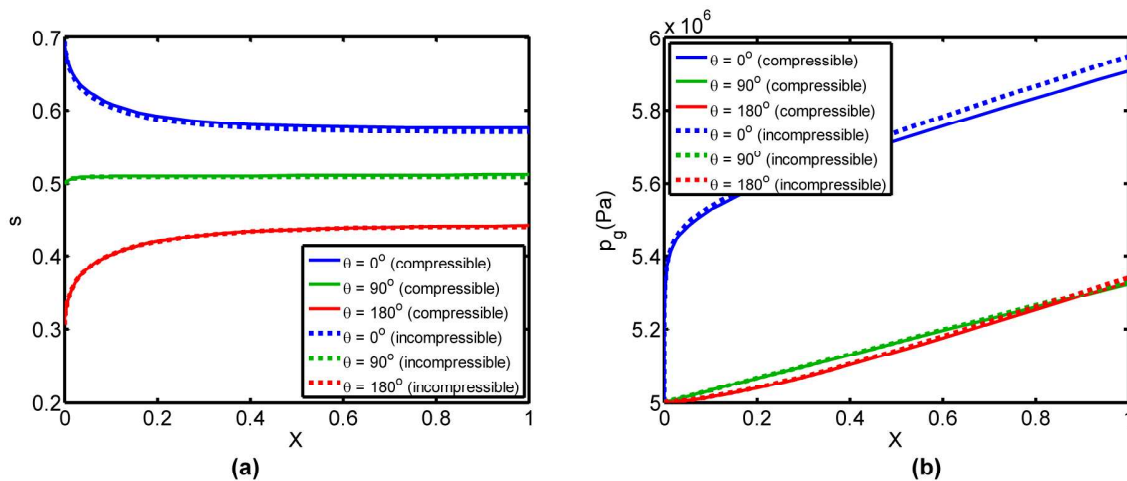 0.7
0.6
0.5
0.4
0.3
0.2
s
0 0.2 0.4 0.6 0.8 1
X
θ = 0° (compressible)
θ = 90° (compressible)
θ = 180° (compressible)
θ = 0° (incompressible)
θ = 90° (incompressible)
θ = 180° (incompressible)
(a)
x 10⁶
6
5.8
5.6
5.4
5.2
5
p_g(Pa)
0 0.2 0.4 0.6 0.8 1
X
θ = 0° (compressible)
θ = 90° (compressible)
θ = 180° (compressible)
θ = 0° (incompressible)
θ = 90° (incompressible)
θ = 180° (incompressible)
(b)